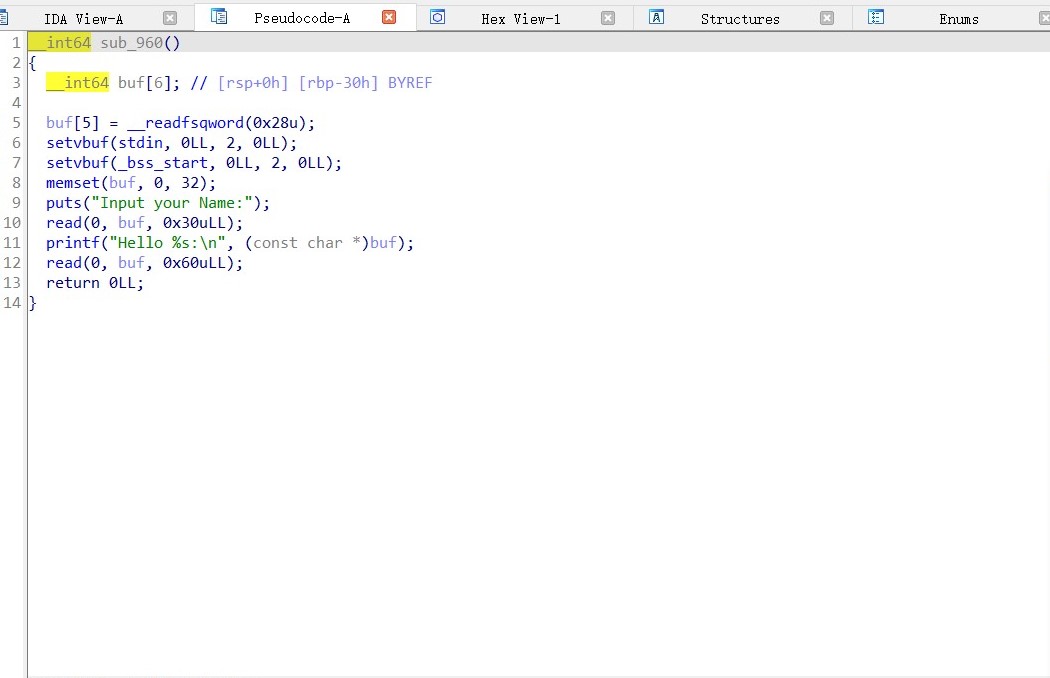 IDA View-A Pseudocode-A Hex View-1 Structures Enums
1 __int64 sub_960()
2 {
3 __int64 buf[6]; // [rsp+0h] [rbp-30h] BYREF
4
5 buf[5] = __readfsqword(0x28u);
6 setvbuf(stdin, 0LL, 2, 0LL);
7 setvbuf(_bss_start, 0LL, 2, 0LL);
8 memset(buf, 0, 32);
9 puts("Input your Name:");
10 read(0, buf, 0x30uLL);
11 printf("Hello %s:\n", (const char *)buf);
12 read(0, buf, 0x60uLL);
13 return 0LL;
14 }